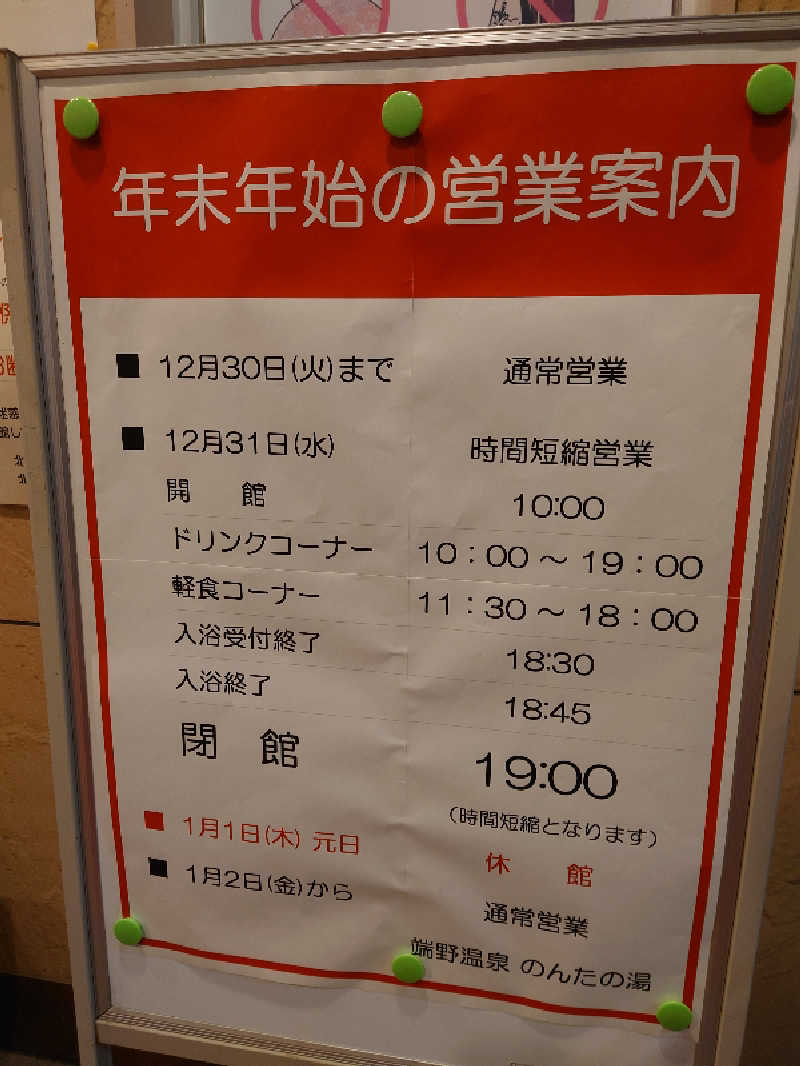 年末年始の営業案内
■ 12月30日(火)まで 通常営業
■ 12月31日(水) 時間短縮営業
開 館 10:00
ドリンクコーナー 10:00～19:00
軽食コーナー 11:30～18:00
入浴受付終了 18:30
入浴終了 18:45
閉 館 19:00
(時間短縮となります)
■ 1月1日(木) 元日 休 館
■ 1月2日(金)から 通常営業
端野温泉 のんたの湯